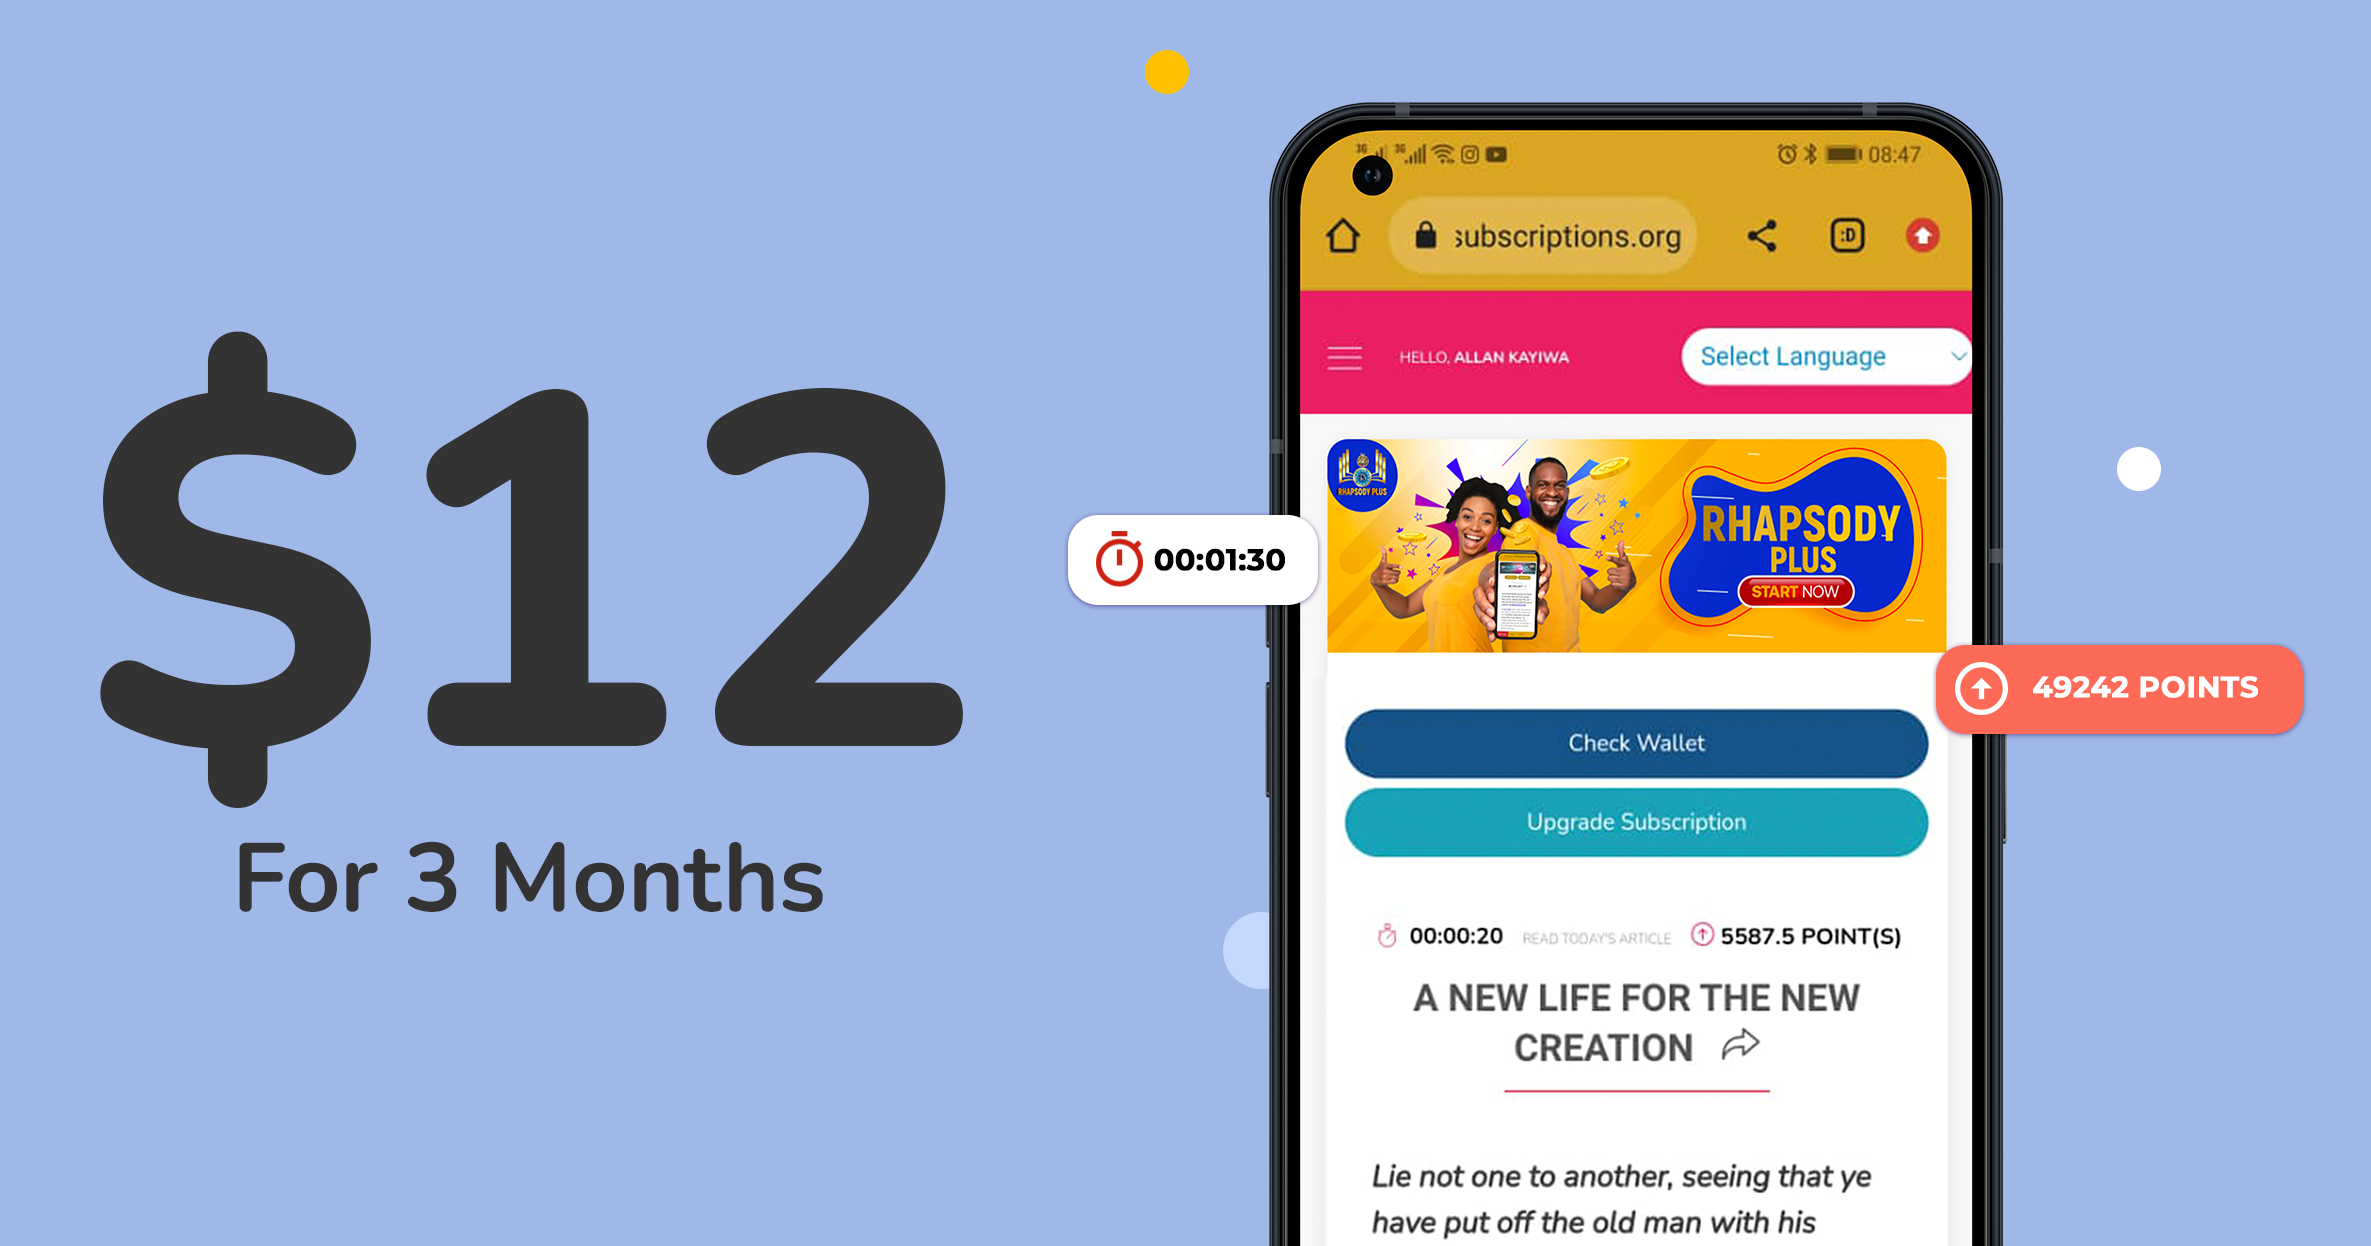 $12
For 3 Months
3G 3G 08:47
subscriptions.org :D
HELLO, ALLAN KAYIWA Select Language
RHAPSODY PLUS
RHAPSODY
PLUS
START NOW
00:01:30
49242 POINTS
Check Wallet
Upgrade Subscription
00:00:20 READ TODAY'S ARTICLE 5587.5 POINT(S)
A NEW LIFE FOR THE NEW
CREATION
Lie not one to another, seeing that ye
have put off the old man with his